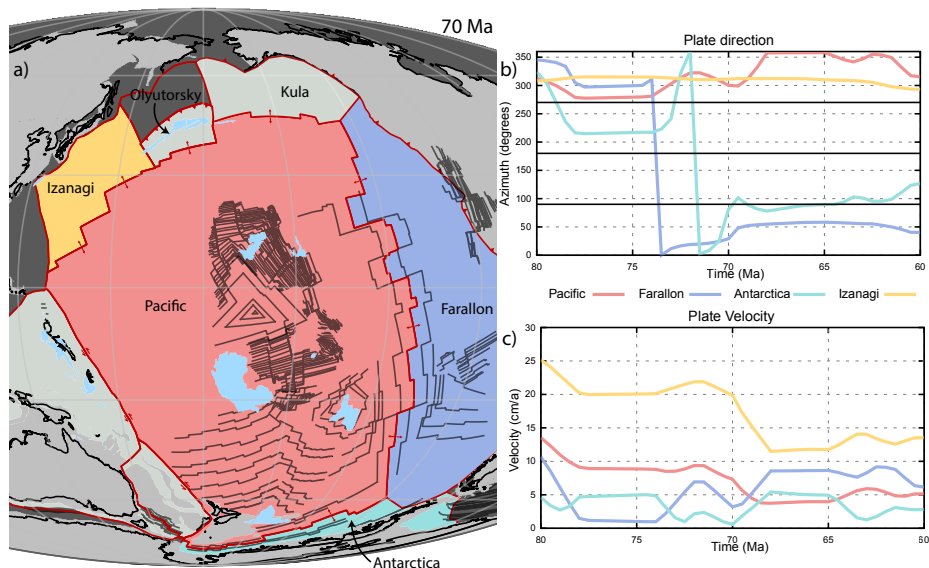 70 Ma
a)
Olyutorsky
Kula
Izanagi
Pacific
Farallon
Antarctica
b)
Plate direction
Azimuth (degrees)
350
300
250
200
150
100
50
0
80
75
70
65
60
Time (Ma)
Pacific
Farallon
Antarctica
Izanagi
c)
Plate Velocity
Velocity (cm/a)
30
25
20
15
10
5
0
80
75
70
65
60
Time (Ma)